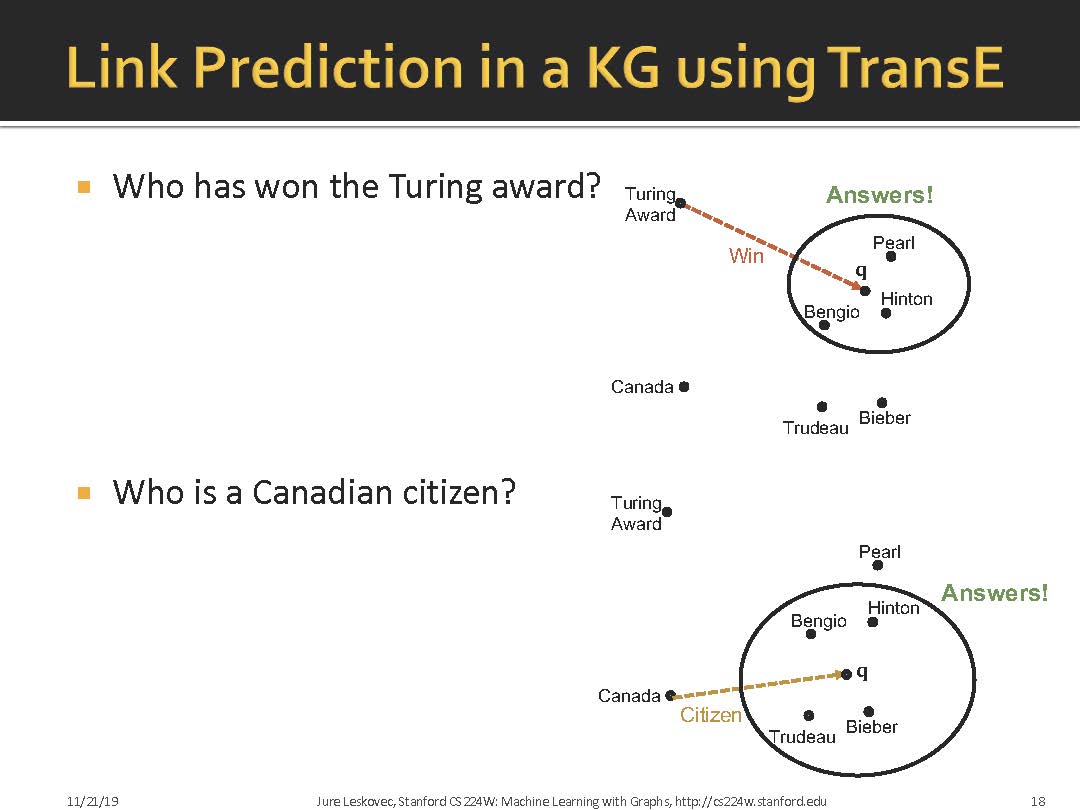 Link Prediction in a KG using TransE
Who has won the Turing award?
Turing
Award
Answers!
Win
Pearl
q
Hinton
Bengio
Canada
Trudeau
Bieber
Who is a Canadian citizen?
Turing
Award
Pearl
Answers!
Hinton
Bengio
q
Canada
Citizen
Trudeau
Bieber
11/21/19
Jure Leskovec, Stanford CS224W: Machine Learning with Graphs, http://cs224w.stanford.edu
18